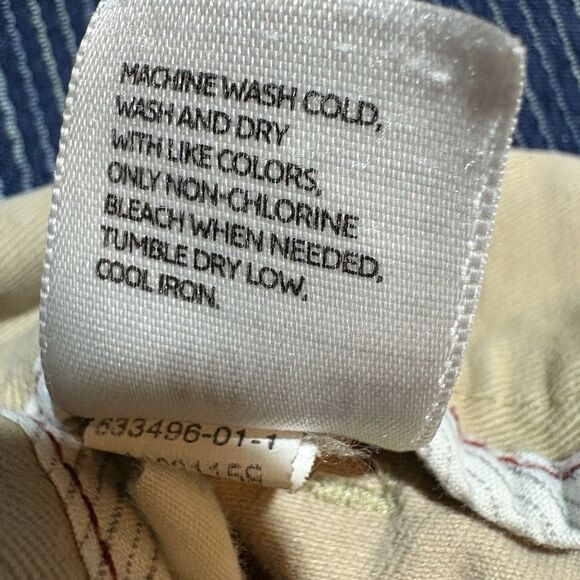 MACHINE WASH COLD,
WASH AND DRY
WITH LIKE COLORS,
ONLY NON-CHLORINE
BLEACH WHEN NEEDED,
TUMBLE DRY LOW,
COOL IRON.
633496-01-1